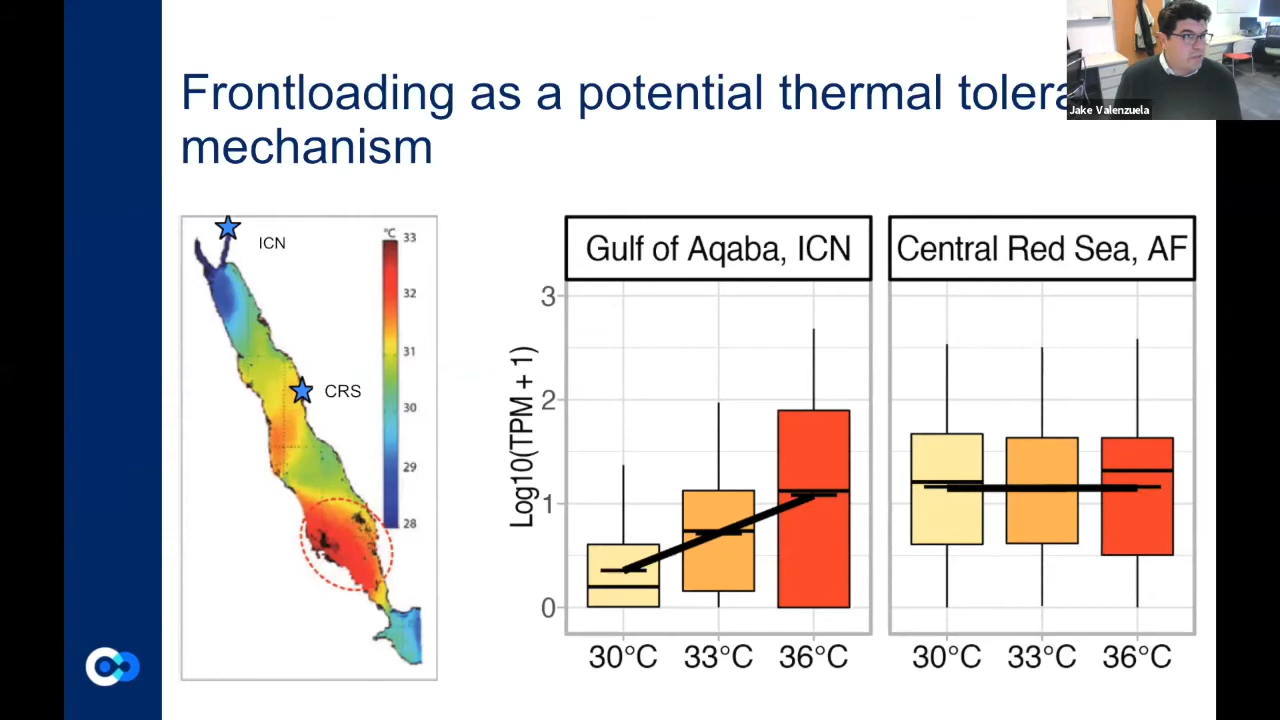 Frontloading as a potential thermal tolera
mechanism
Jake Valenzuela
ICN
CRS
°C
33
32
31
30
29
28
Gulf of Aqaba, ICN
Central Red Sea, AF
Log10(TPM + 1)
3
2
1
0
30°C 33°C 36°C
30°C 33°C 36°C